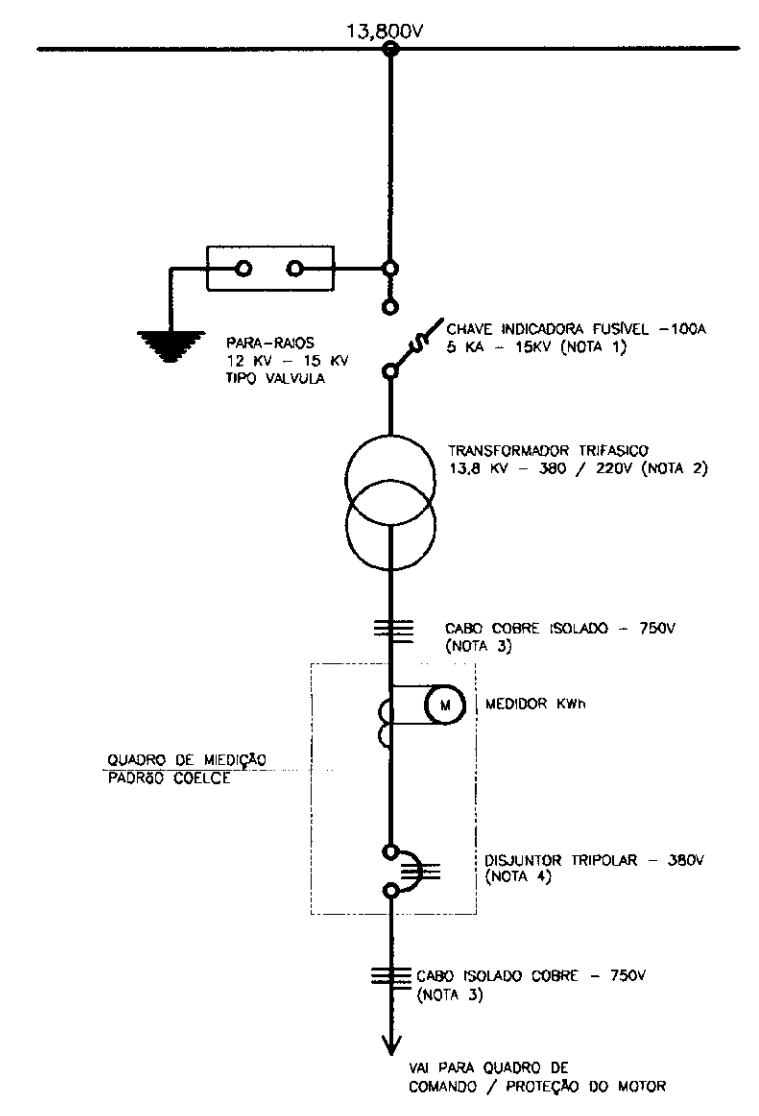 13,800V
CHAVE INDICADORA FUSÍVEL -100A
5 KA - 15KV (NOTA 1)
PARA-RAIOS
12 KV - 15 KV
TIPO VALVULA
TRANSFORMADOR TRIFASICO
13,8 KV - 380 / 220V (NOTA 2)
CABO COBRE ISOLADO - 750V
(NOTA 3)
M
MEDIDOR KWh
QUADRO DE MIEDIÇÃO
PADRãO COELCE
DISJUNTOR TRIPOLAR - 380V
(NOTA 4)
CABO ISOLADO COBRE - 750V
(NOTA 3)
VAI PARA QUADRO DE
COMANDO / PROTEÇÃO DO MOTOR